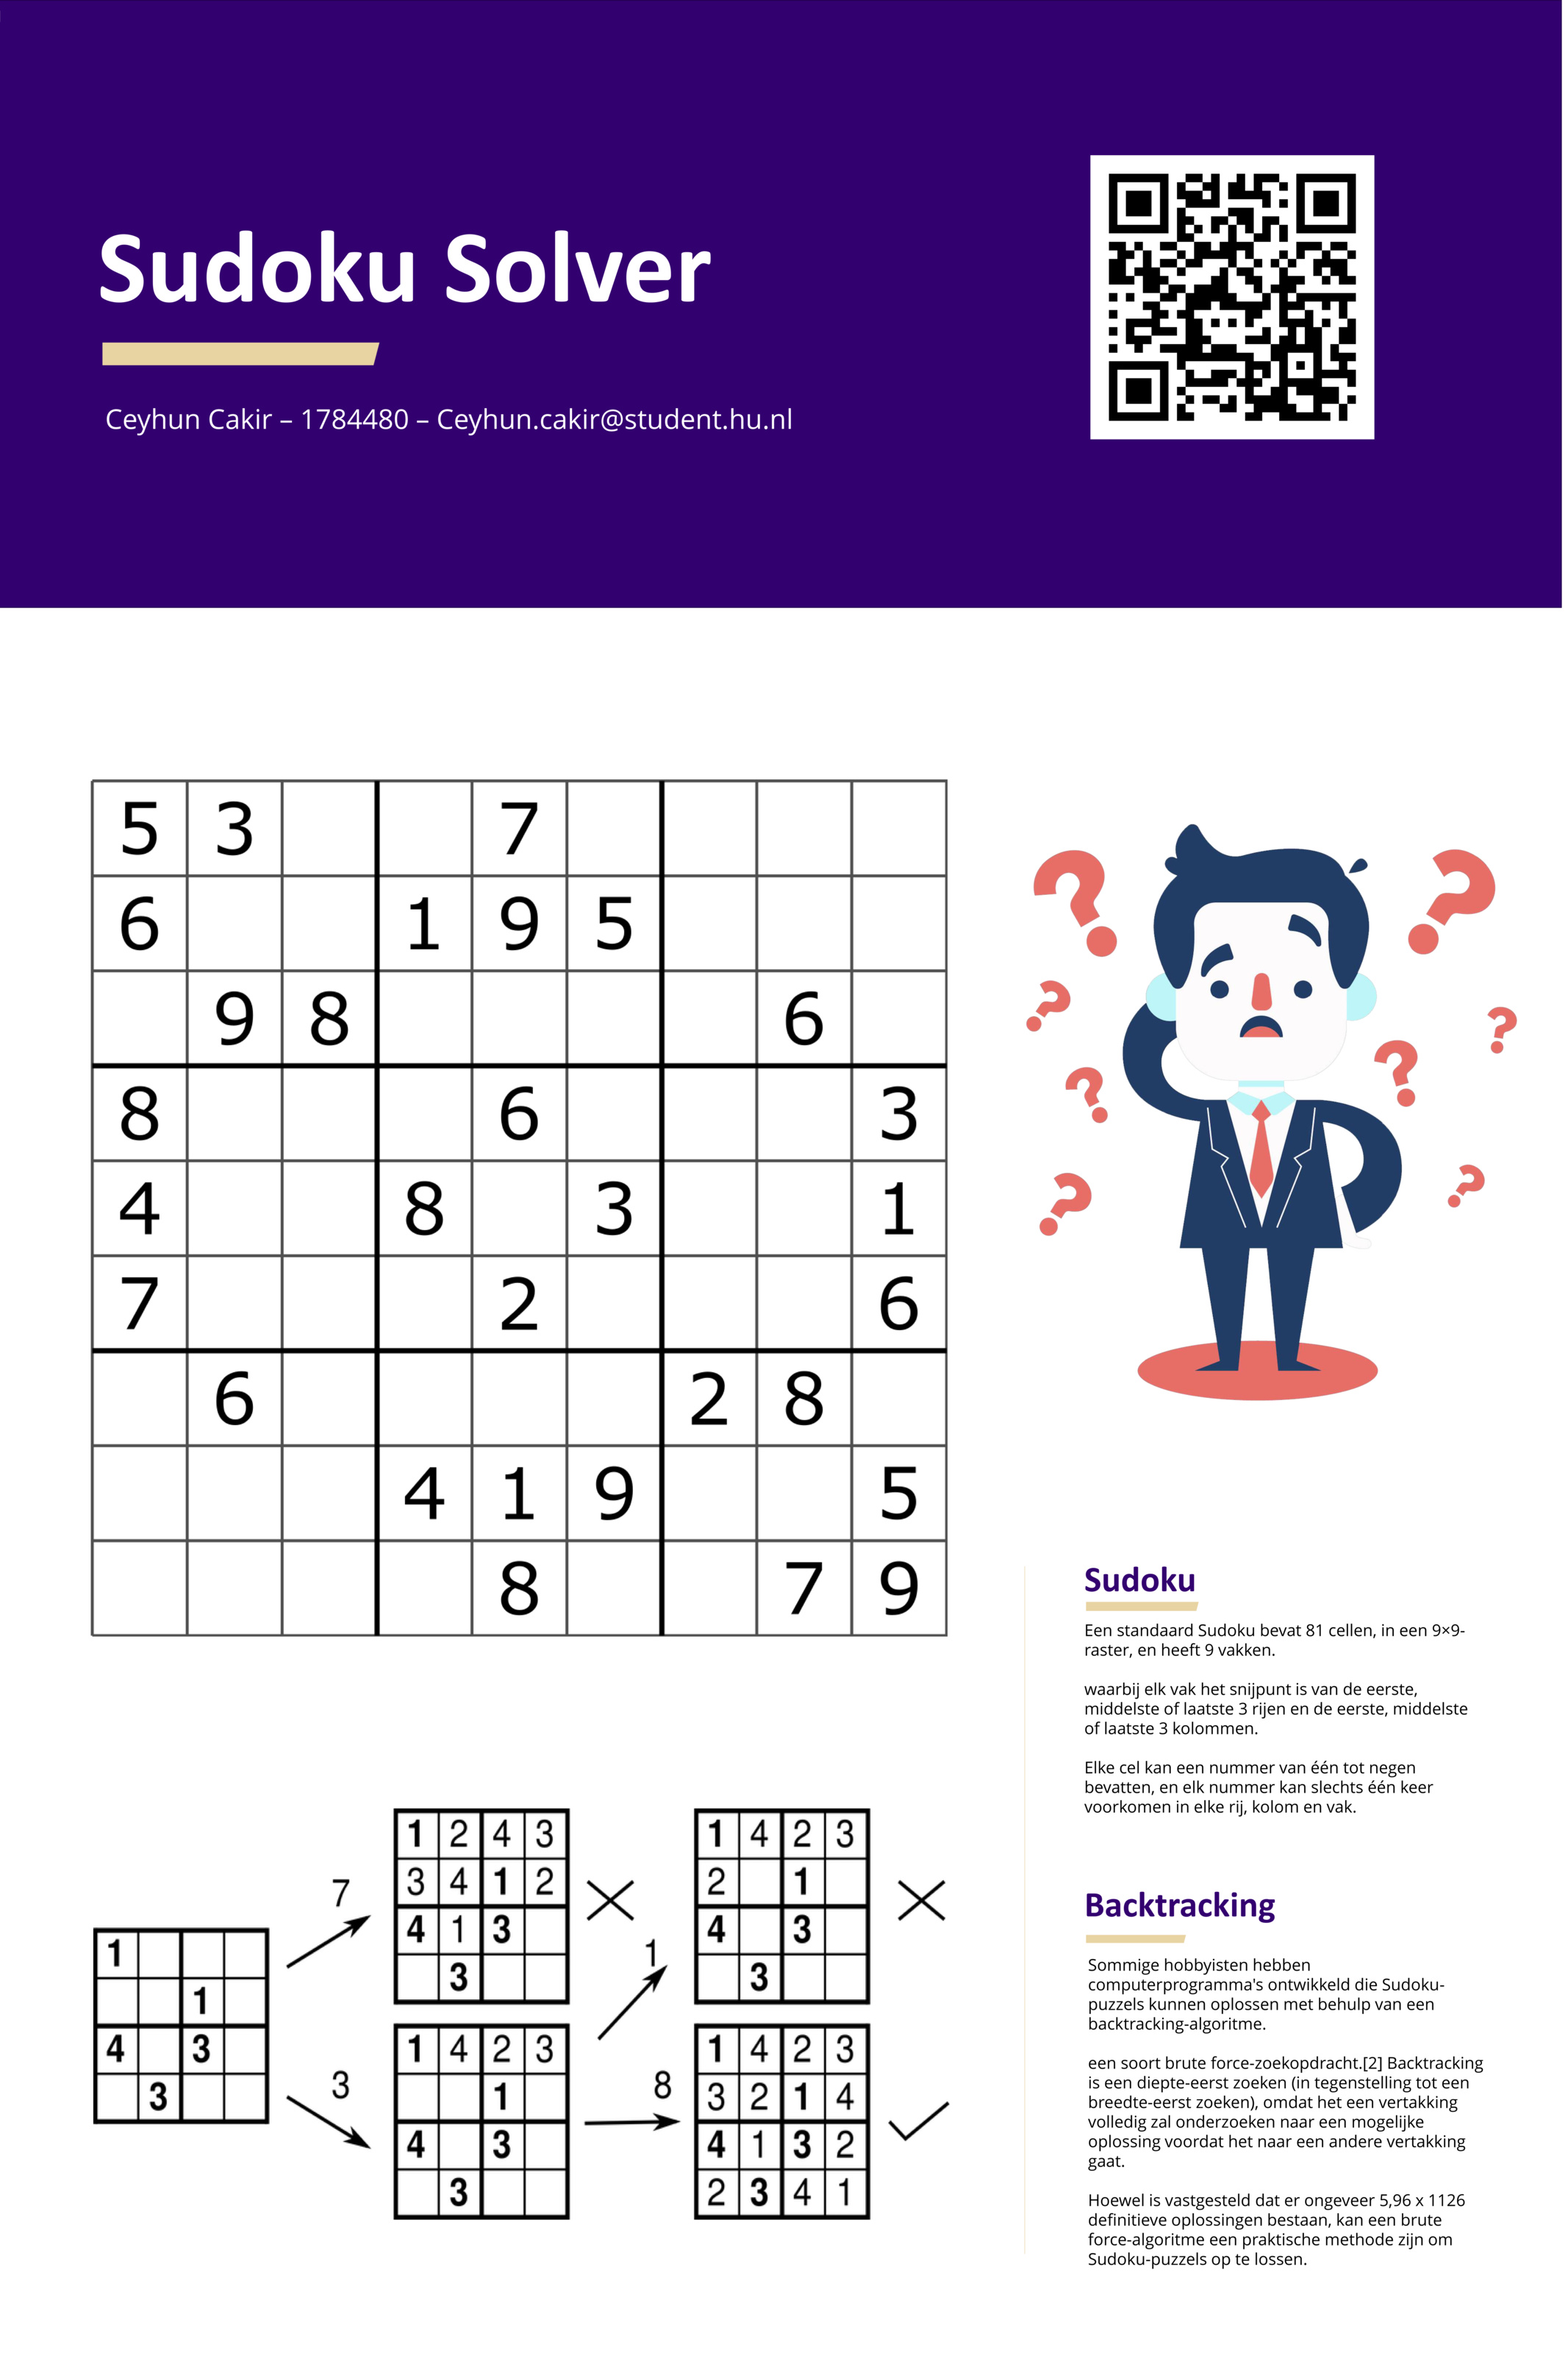 Sudoku Solver
Ceyhun Cakir – 1784480 – Ceyhun.cakir@student.hu.nl
5 3 7
6 1 9 5
9 8 6
8 6 3
4 8 3 1
7 2 6
6 2 8
4 1 9 5
8 7 9
Sudoku
Een standaard Sudoku bevat 81 cellen, in een 9×9-
raster, en heeft 9 vakken.
waarbij elk vak het snijpunt is van de eerste,
middelste of laatste 3 rijen en de eerste, middelste
of laatste 3 kolommen.
Elke cel kan een nummer van één tot negen
bevatten, en elk nummer kan slechts één keer
voorkomen in elke rij, kolom en vak.
1
1
4 3
3
7
3
1 2 4 3
3 4 1 2
4 1 3
3
1 4 2 3
1
4 3
3
1
8
1 4 2 3
2 1
4 3
3
1 4 2 3
3 2 1 4
4 1 3 2
2 3 4 1
Backtracking
Sommige hobbyisten hebben
computerprogramma's ontwikkeld die Sudoku-
puzzels kunnen oplossen met behulp van een
backtracking-algoritme.
een soort brute force-zoekopdracht.[2] Backtracking
is een diepte-eerst zoeken (in tegenstelling tot een
breedte-eerst zoeken), omdat het een vertakking
volledig zal onderzoeken naar een mogelijke
oplossing voordat het naar een andere vertakking
gaat.
Hoewel is vastgesteld dat er ongeveer 5,96 x 1126
definitieve oplossingen bestaan, kan een brute
force-algoritme een praktische methode zijn om
Sudoku-puzzels op te lossen.